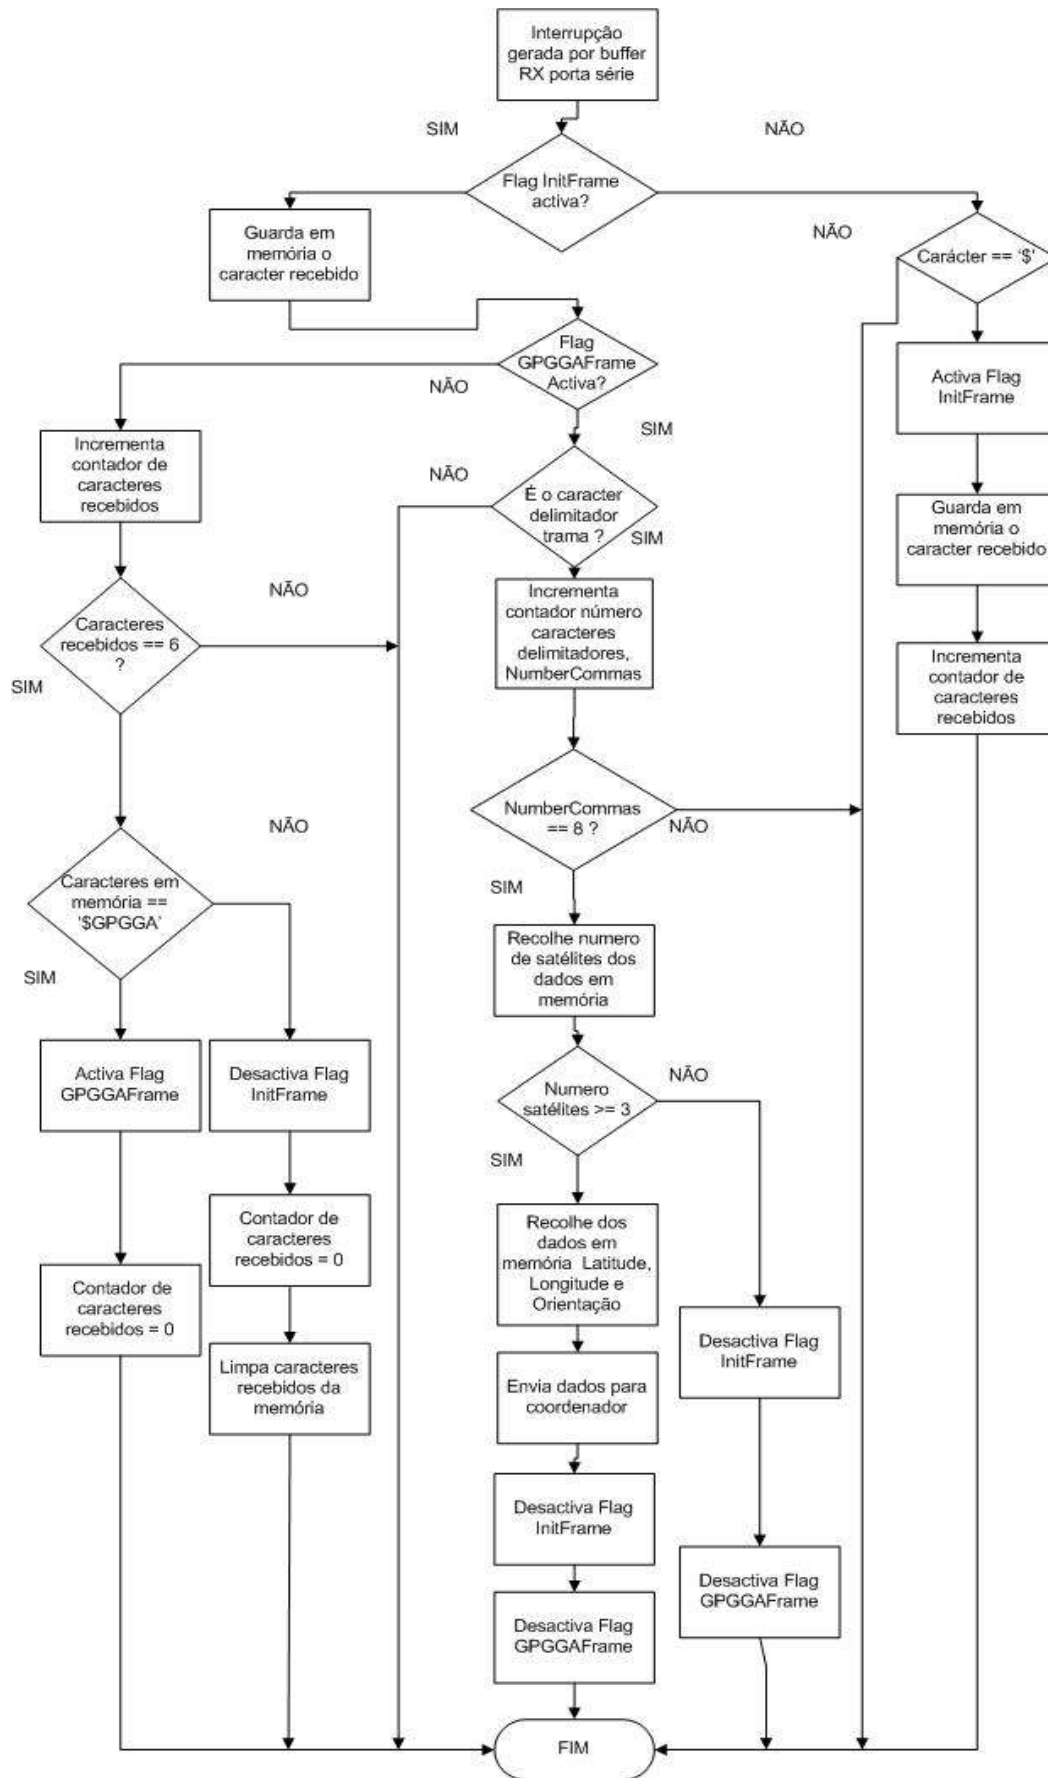 Interrupção
gerada por buffer
RX porta série
SIM
NÃO
Flag InitFrame
activa?
Guarda em
memória o
caracter recebido
NÃO
Carácter == '$'
Flag
GPGGAFrame
Activa?
NÃO
SIM
Activa Flag
InitFrame
Incrementa
contador de
caracteres
recebidos
NÃO
É o caracter
delimitador
trama ?
SIM
Guarda em
memória o
caracter recebido
NÃO
Caracteres
recebidos == 6
?
SIM
Incrementa
contador número
caracteres
delimitadores,
NumberCommas
Incrementa
contador de
caracteres
recebidos
NumberCommas
== 8 ?
NÃO
NÃO
Caracteres em
memória ==
'$GPGGA'
SIM
SIM
Recolhe numero
de satélites dos
dados em
memória
Activa Flag
GPGGAFrame
Desactiva Flag
InitFrame
Numero
satélites >= 3
NÃO
SIM
Contador de
caracteres
recebidos = 0
Contador de
caracteres
recebidos = 0
Recolhe dos
dados em
memória Latitude,
Longitude e
Orientação
Desactiva Flag
InitFrame
Limpa caracteres
recebidos da
memória
Envia dados para
coordenador
Desactiva Flag
InitFrame
Desactiva Flag
GPGGAFrame
Desactiva Flag
GPGGAFrame
FIM